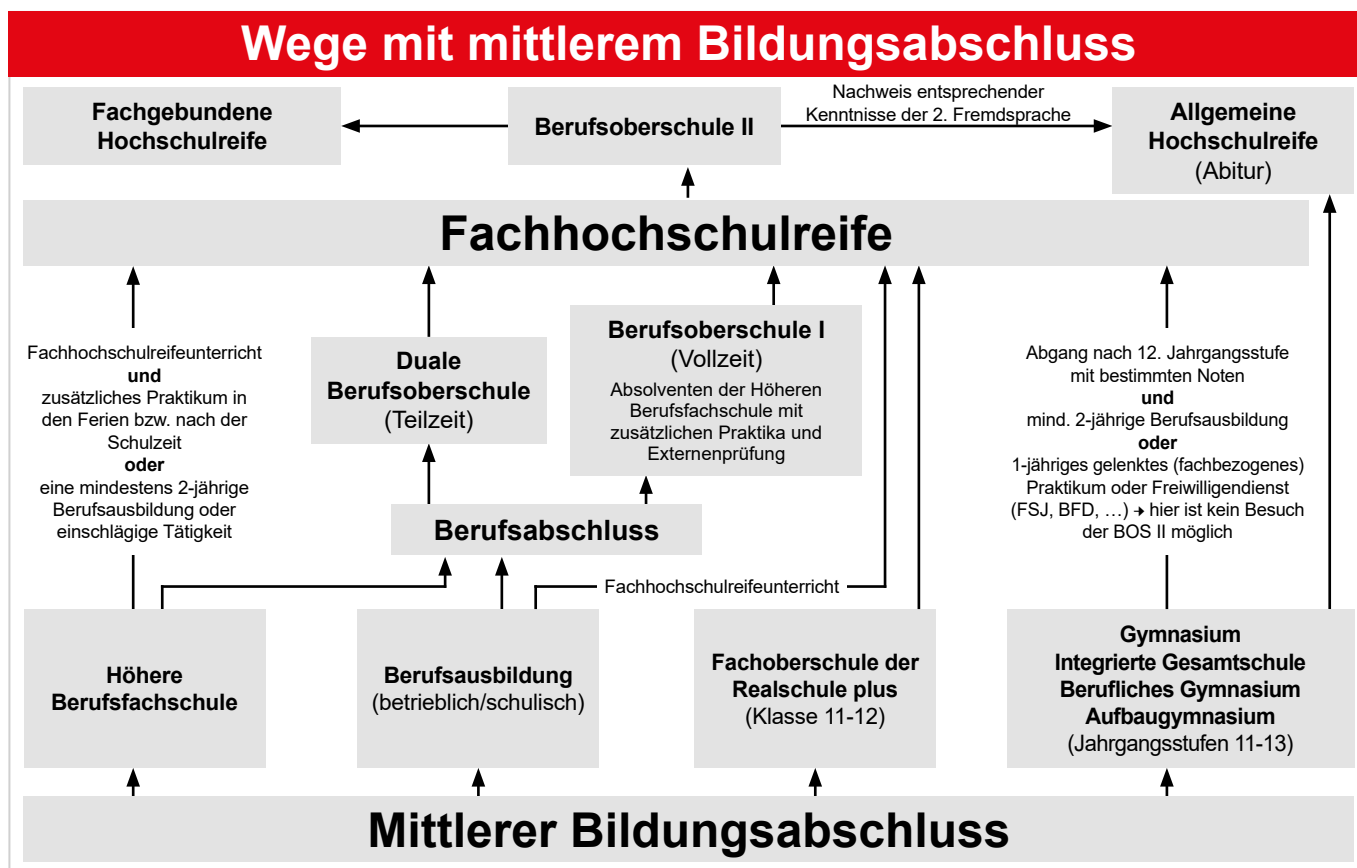 Wege mit mittlerem Bildungsabschluss
Fachgebundene
Hochschulreife
Berufsoberschule II
Nachweis entsprechender
Kenntnisse der 2. Fremdsprache
Allgemeine
Hochschulreife
(Abitur)
Fachhochschulreife
Fachhochschulreifeunterricht
und
zusätzliches Praktikum in
den Ferien bzw. nach der
Schulzeit
oder
eine mindestens 2-jährige
Berufsausbildung oder
einschlägige Tätigkeit
Duale
Berufsoberschule
(Teilzeit)
Berufsoberschule I
(Vollzeit)
Absolventen der Höheren
Berufsfachschule mit
zusätzlichen Praktika und
Externenprüfung
Abgang nach 12. Jahrgangsstufe
mit bestimmten Noten
und
mind. 2-jährige Berufsausbildung
oder
1-jähriges gelenktes (fachbezogenes)
Praktikum oder Freiwilligendienst
(FSJ, BFD, …) → hier ist kein Besuch
der BOS II möglich
Berufsabschluss
Fachhochschulreifeunterricht
Höhere
Berufsfachschule
Berufsausbildung
(betrieblich/schulisch)
Fachoberschule der
Realschule plus
(Klasse 11-12)
Gymnasium
Integrierte Gesamtschule
Berufliches Gymnasium
Aufbaugymnasium
(Jahrgangsstufen 11-13)
Mittlerer Bildungsabschluss